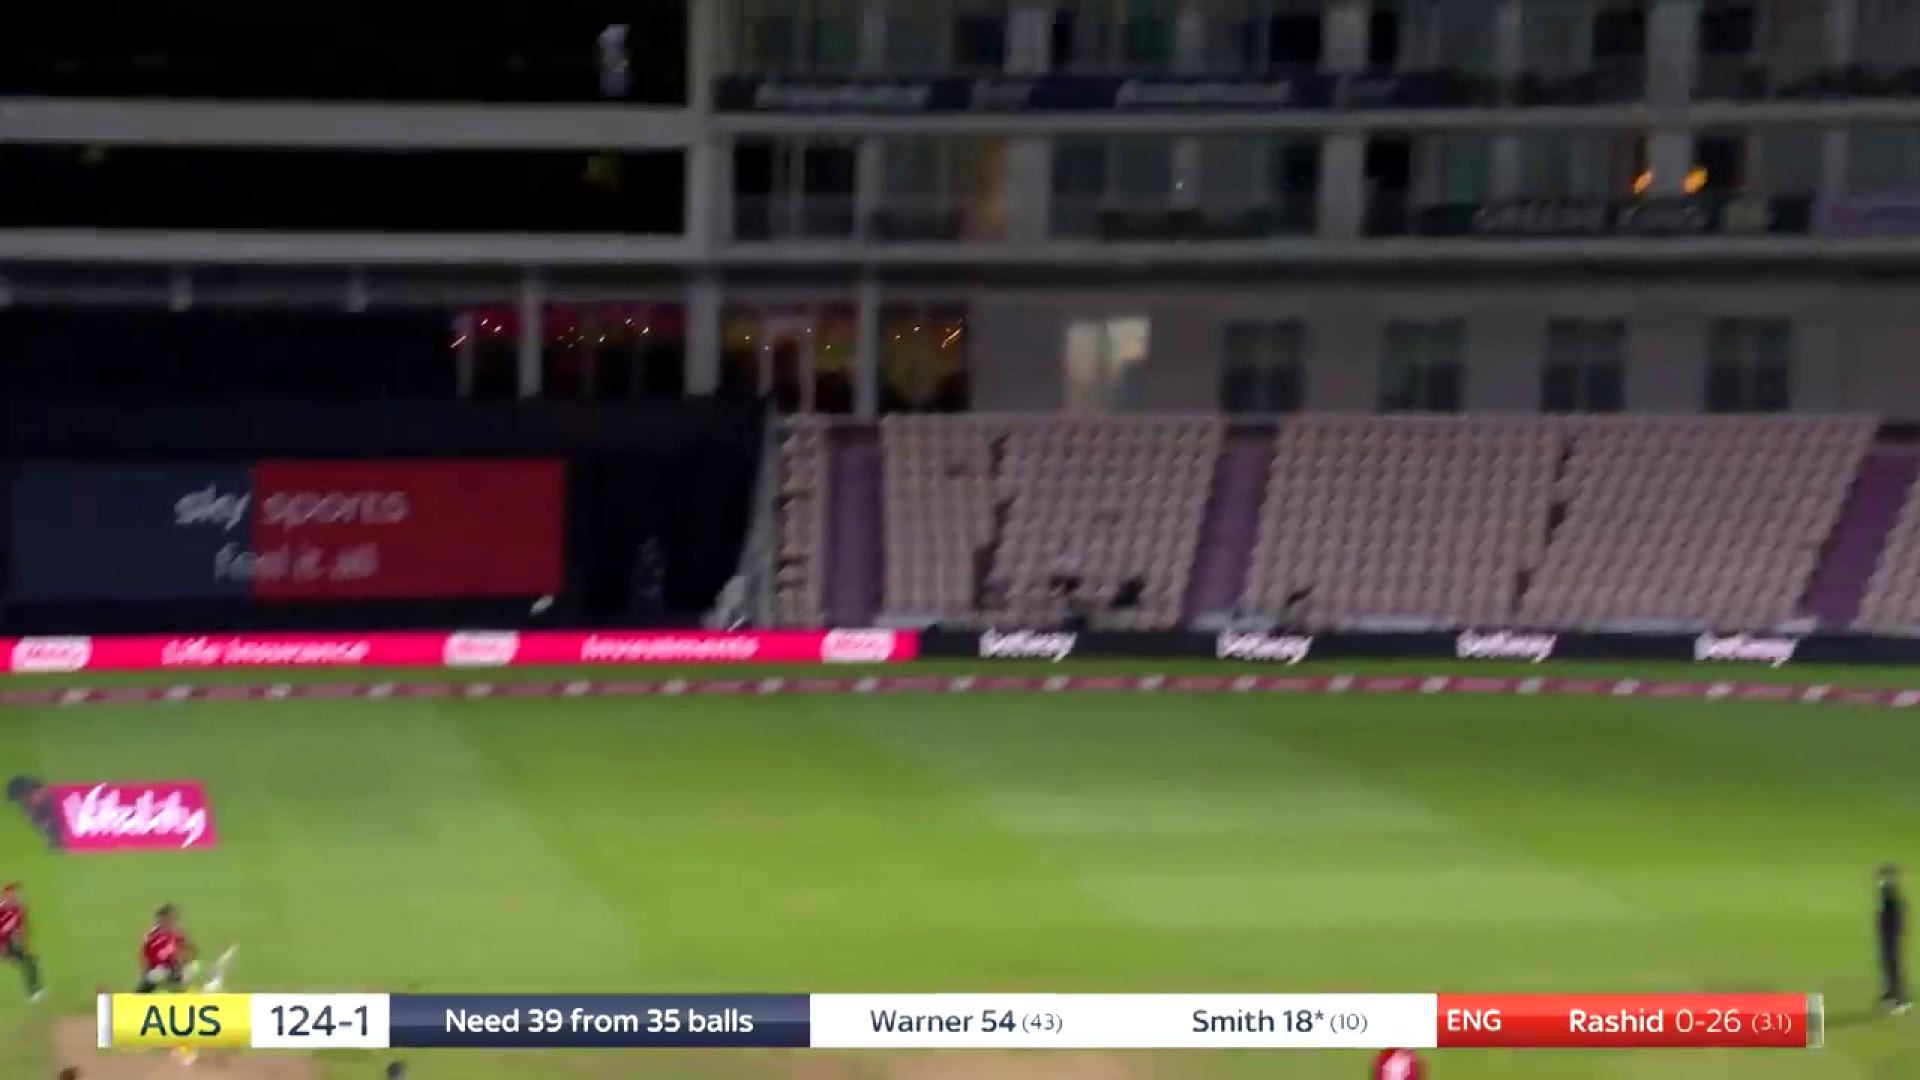 sky sports
feel it all
Life Insurance
Investments
betway
betway
betway
betway
Vitality
AUS 124-1 Need 39 from 35 balls Warner 54 (43) Smith 18* (10) ENG Rashid 0-26 (3.1)